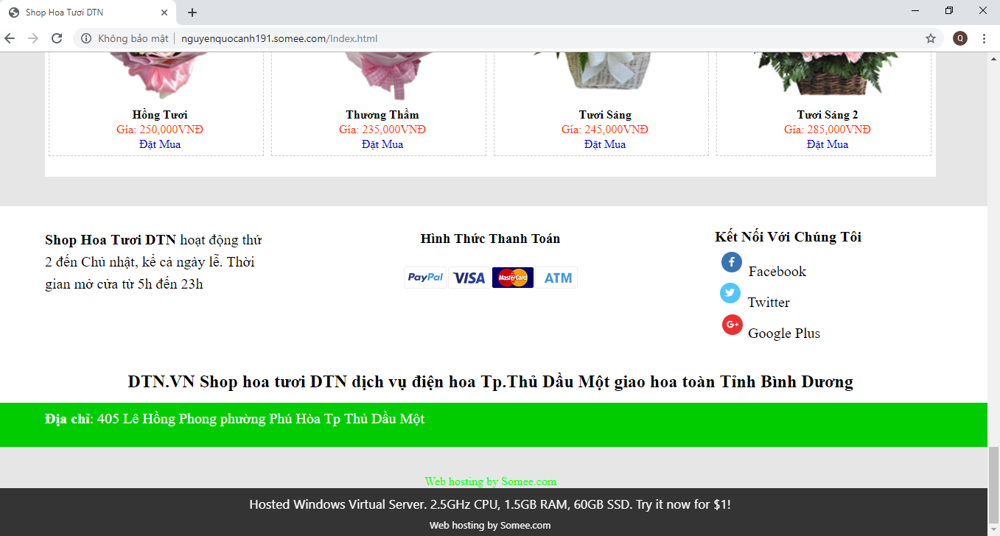 Shop Hoa Tươi DTN
Không bảo mật | nguyenquocanh191.somee.com/Index.html
Q
Hồng Tươi
Gía: 250,000VNĐ
Đặt Mua
Thương Thầm
Gía: 235,000VNĐ
Đặt Mua
Tươi Sáng
Gía: 245,000VNĐ
Đặt Mua
Tươi Sáng 2
Gía: 285,000VNĐ
Đặt Mua
Shop Hoa Tươi DTN hoạt động thứ
2 đến Chủ nhật, kể cả ngày lễ. Thời
gian mở cửa từ 5h đến 23h
Hình Thức Thanh Toán
PayPal VISA MasterCard ATM
Kết Nối Với Chúng Tôi
f Facebook
Twitter
G+ Google Plus
DTN.VN Shop hoa tươi DTN dịch vụ điện hoa Tp.Thủ Dầu Một giao hoa toàn Tỉnh Bình Dương
Địa chỉ: 405 Lê Hồng Phong phường Phú Hòa Tp Thủ Dầu Một
Web hosting by Somee.com
Hosted Windows Virtual Server. 2.5GHz CPU, 1.5GB RAM, 60GB SSD. Try it now for $1!
Web hosting by Somee.com